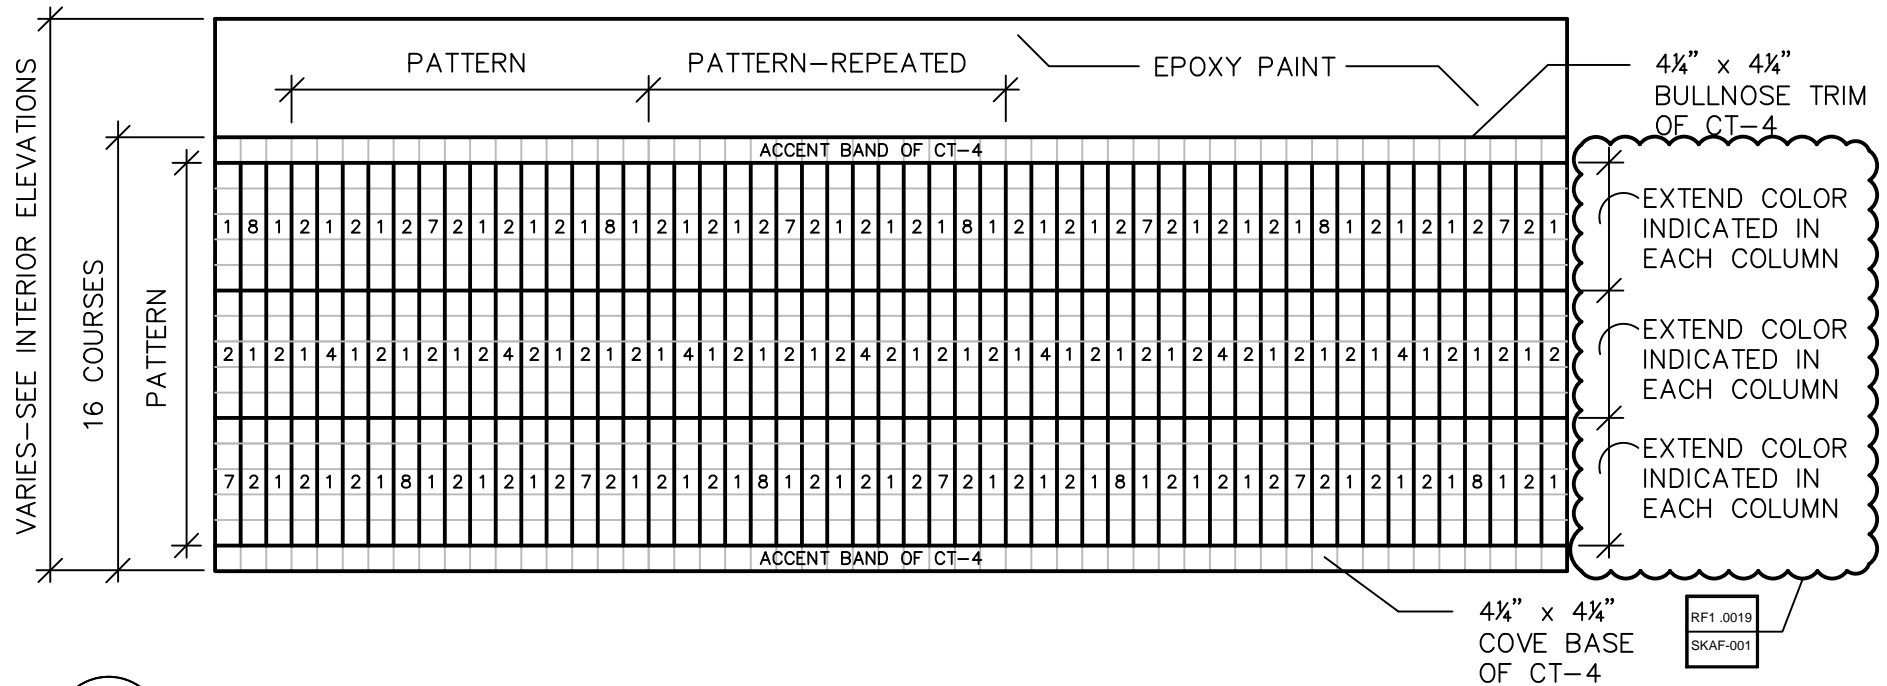 PATTERN
PATTERN-REPEATED
EPOXY PAINT
4¼" x 4¼"
BULLNOSE TRIM
OF CT-4
VARIES-SEE INTERIOR ELEVATIONS
16 COURSES
PATTERN
ACCENT BAND OF CT-4
1 8 1 2 1 2 1 2 7 2 1 2 1 2 1 8 1 2 1 2 1 2 7 2 1 2 1 2 1 8 1 2 1 2 1 2 7 2 1 2 1 2 1 8 1 2 1 2 1 2 7 2 1
EXTEND COLOR
INDICATED IN
EACH COLUMN
2 1 2 1 4 1 2 1 2 1 2 4 2 1 2 1 2 1 4 1 2 1 2 1 2 4 2 1 2 1 2 1 4 1 2 1 2 1 2 4 2 1 2 1 2 1 4 1 2 1 2 1 2
EXTEND COLOR
INDICATED IN
EACH COLUMN
7 2 1 2 1 2 1 8 1 2 1 2 1 2 7 2 1 2 1 2 1 8 1 2 1 2 1 2 7 2 1 2 1 2 1 8 1 2 1 2 1 2 7 2 1 2 1 2 1 8 1 2 1
EXTEND COLOR
INDICATED IN
EACH COLUMN
ACCENT BAND OF CT-4
4¼" x 4¼"
COVE BASE
OF CT-4
RF1 .0019
SKAF-001